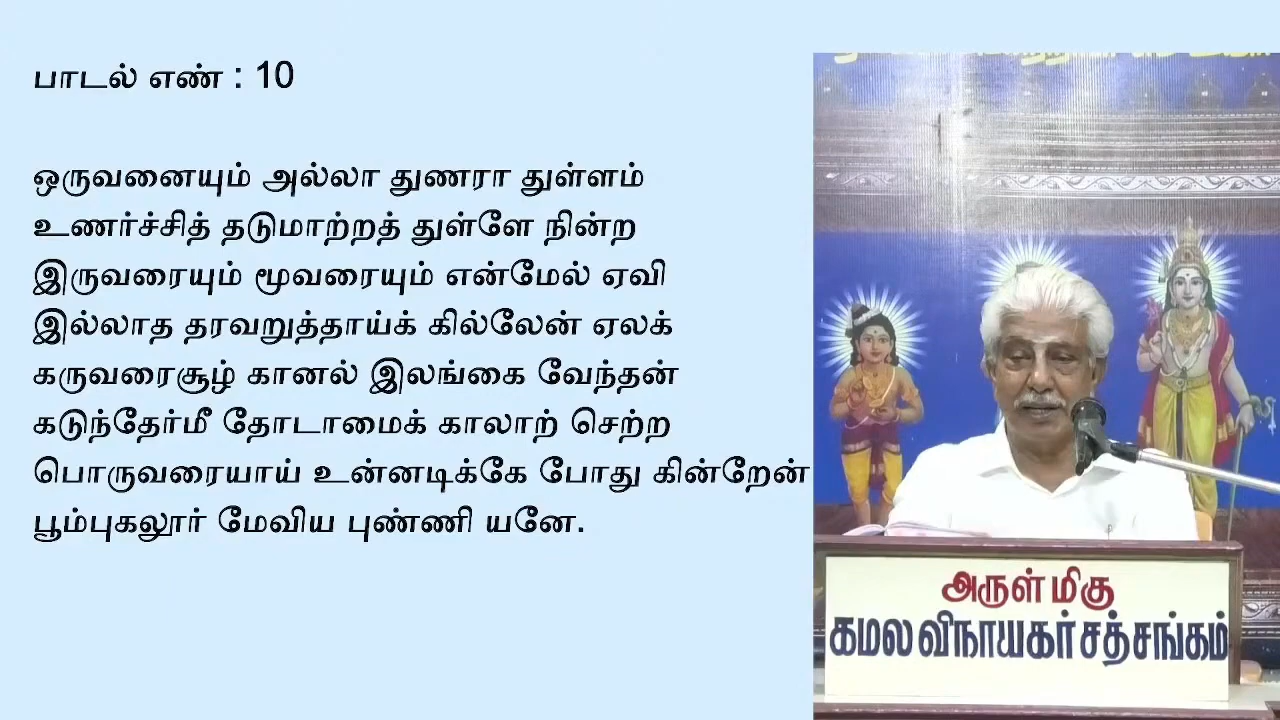 பாடல் எண் : 10
ஒருவனையும் அல்லா துணரா துள்ளம்
உணர்ச்சித் தடுமாற்றத் துள்ளே நின்ற
இருவரையும் மூவரையும் என்மேல் ஏவி
இல்லாத தரவறுத்தாய்க் கில்லேன் ஏலக்
கருவரைசூழ் கானல் இலங்கை வேந்தன்
கடுந்தேர்மீ தோடாமைக் காலாற் செற்ற
பொருவரையாய் உன்னடிக்கே போது கின்றேன்
பூம்புகலூர் மேவிய புண்ணி யனே.
அருள் மிகு
கமல விநாயகர் சத்சங்கம்